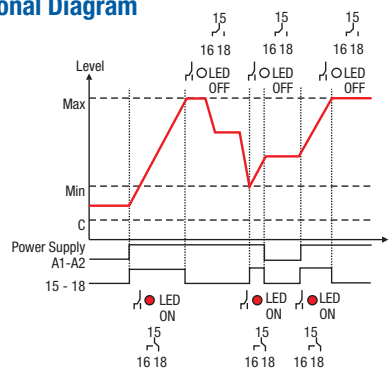 onal Diagram
15 15 15
16 18 16 18 16 18
Level
LED LED LED
OFF OFF OFF
Max
Min
C
Power Supply
A1-A2
15 - 18
LED LED LED
ON ON ON
15 15 15
16 18 16 18 16 18